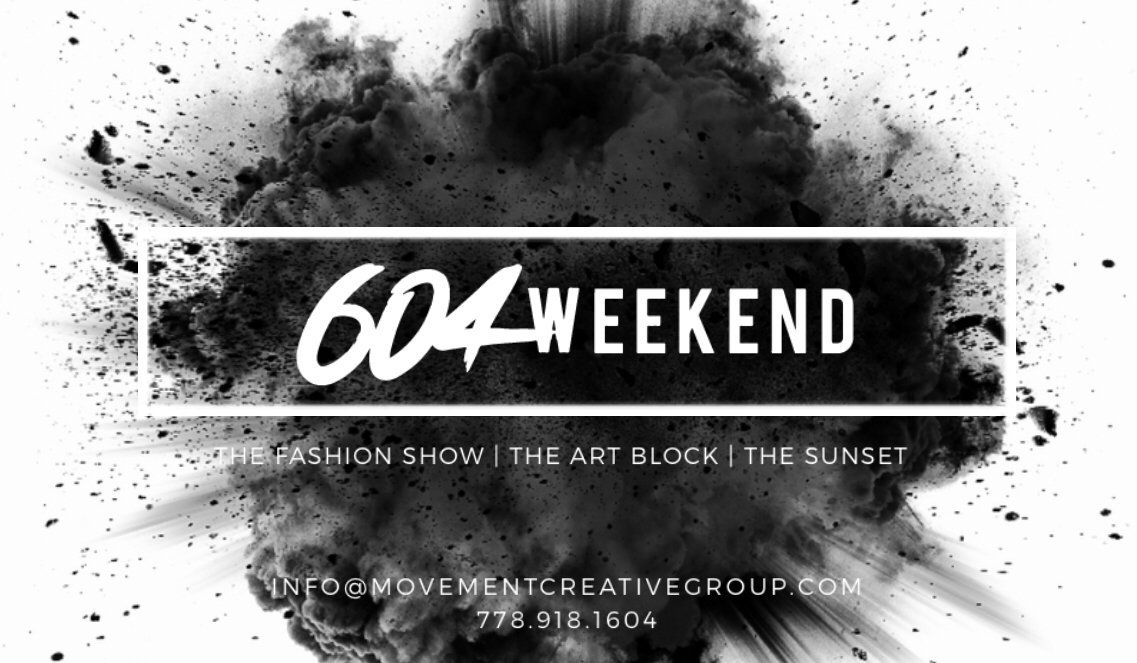 604 WEEKEND
THE FASHION SHOW | THE ART BLOCK | THE SUNSET
INFO@MOVEMENTCREATIVEGROUP.COM
778.918.1604